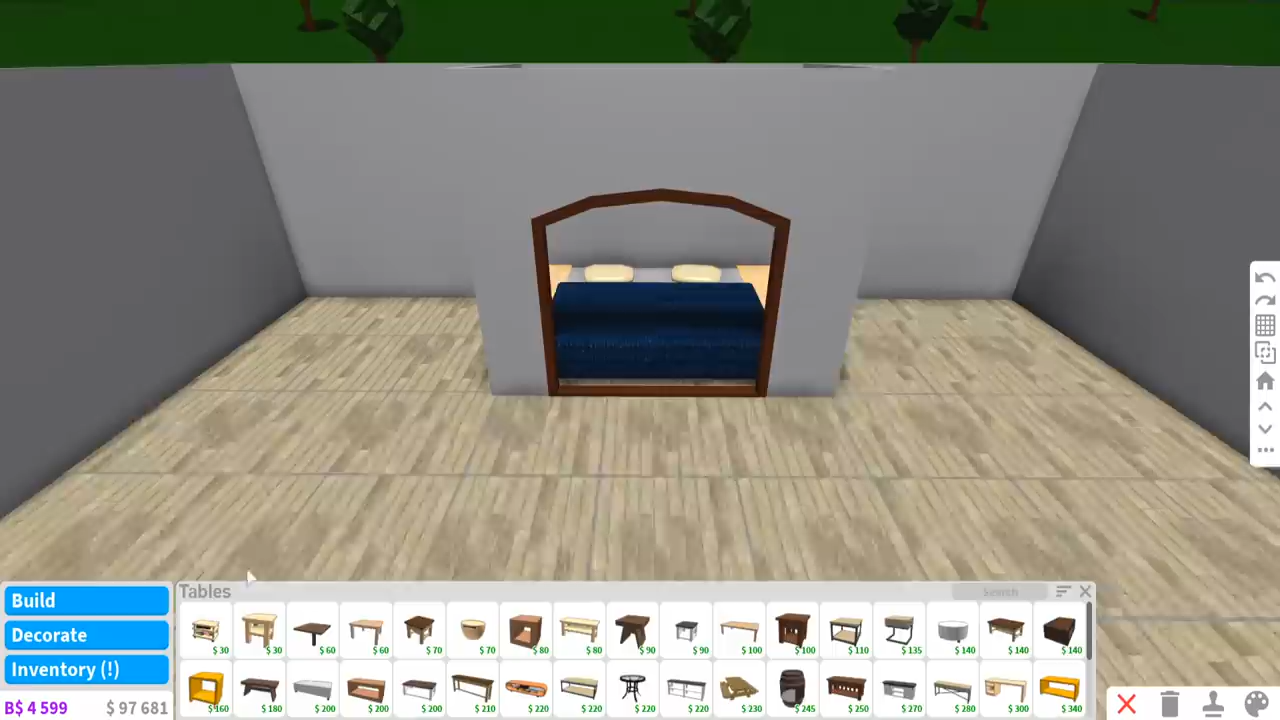 Tables
Search
Build
Decorate
Inventory (!)
B$ 4 599 $ 97 681
$ 30 $ 30 $ 60 $ 60 $ 70 $ 70 $ 80 $ 80 $ 90 $ 90 $ 100 $ 100 $ 110 $ 135 $ 140 $ 140 $ 140
$ 160 $ 180 $ 200 $ 200 $ 200 $ 210 $ 220 $ 220 $ 220 $ 220 $ 230 $ 245 $ 250 $ 270 $ 280 $ 300 $ 340